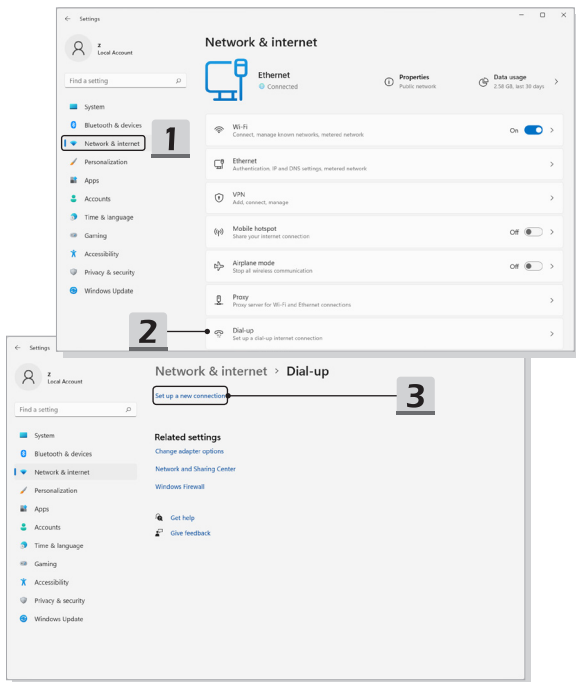 Settings
z
Local Account
Find a setting
System
Bluetooth & devices
Network & internet
Personalization
Apps
Accounts
Time & language
Gaming
Accessibility
Privacy & security
Windows Update
1
2
Network & internet
Ethernet
Connected
Properties
Public network
Data usage
2.58 GB, last 30 days
Wi-Fi
Connect, manage known networks, metered network
On
Ethernet
Authentication, IP and DNS settings, metered network
VPN
Add, connect, manage
Mobile hotspot
Share your internet connection
Off
Airplane mode
Stop all wireless communication
Off
Proxy
Proxy server for Wi-Fi and Ethernet connections
Dial-up
Set up a dial-up internet connection
Settings
z
Local Account
Find a setting
System
Bluetooth & devices
Network & internet
Personalization
Apps
Accounts
Time & language
Gaming
Accessibility
Privacy & security
Windows Update
Network & internet > Dial-up
Set up a new connection
3
Related settings
Change adapter options
Network and Sharing Center
Windows Firewall
Get help
Give feedback